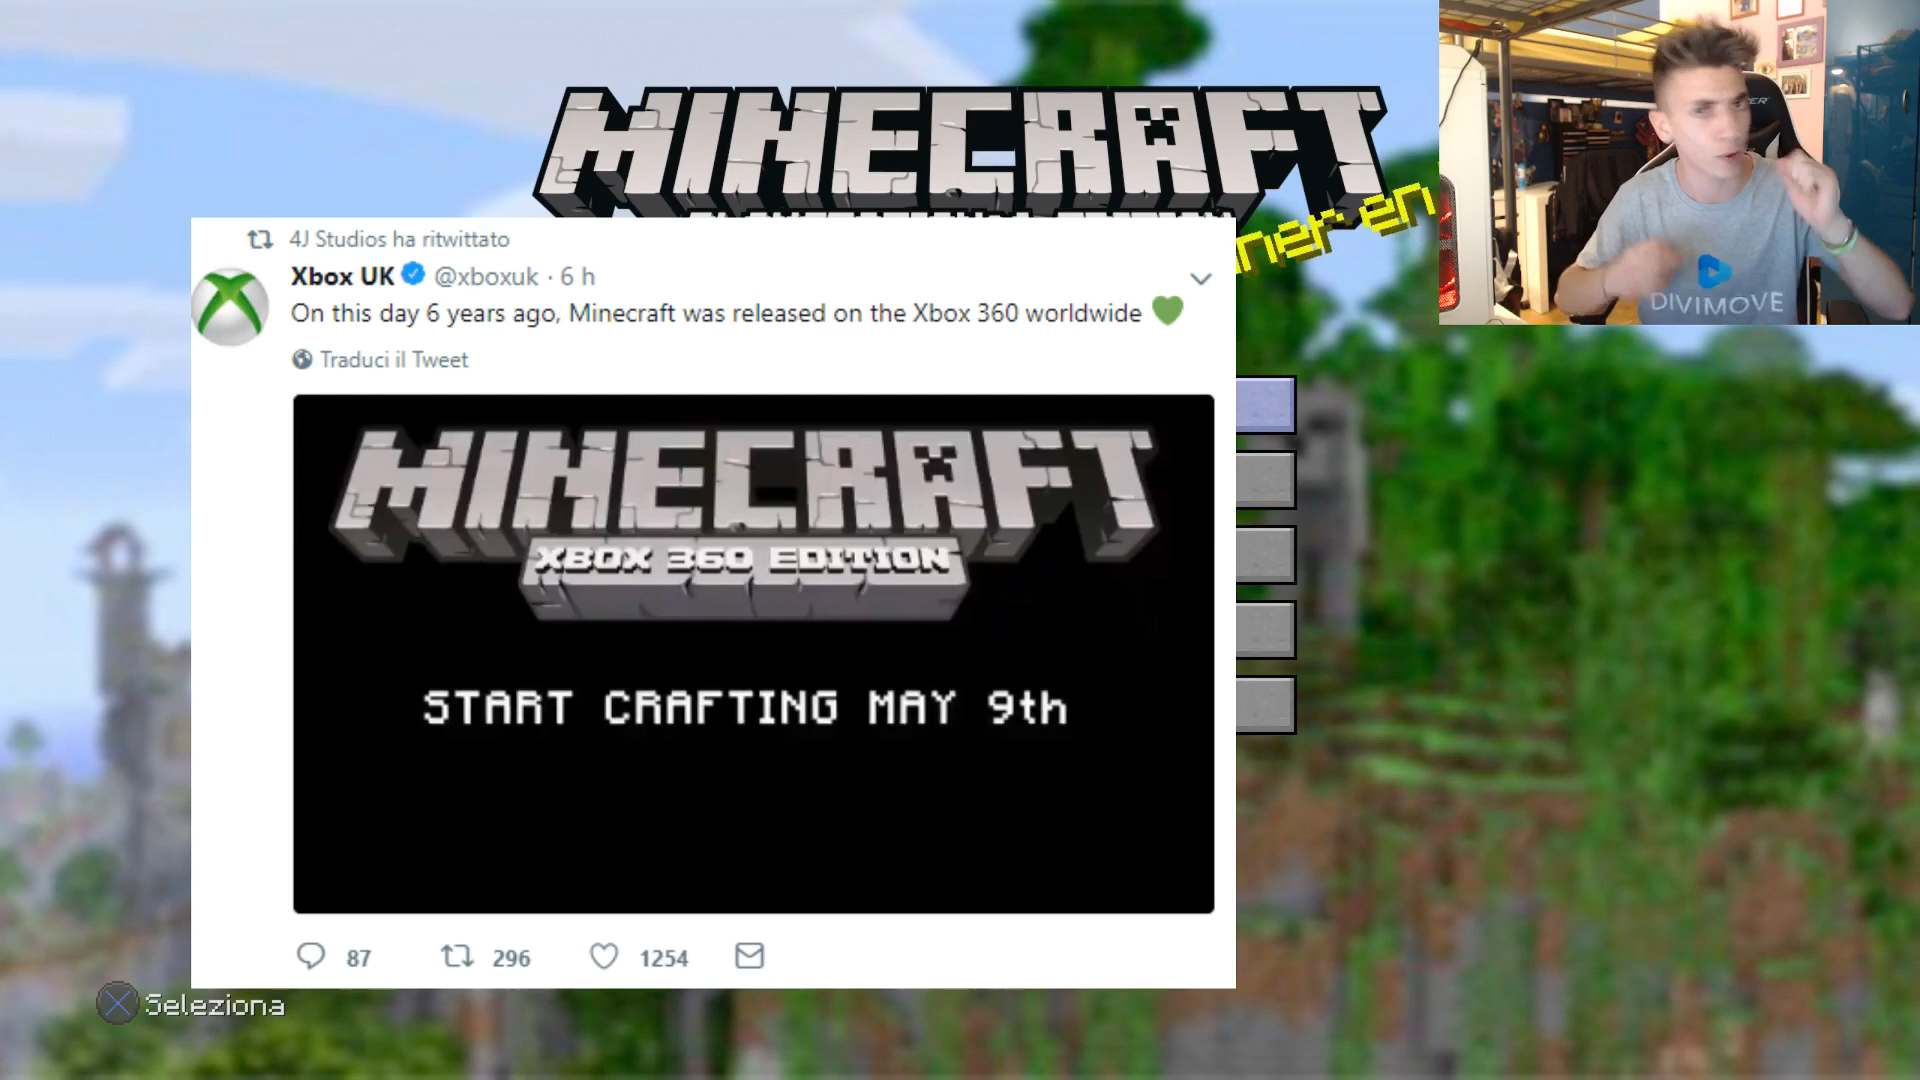 MINECRAFT
ner en
4J Studios ha ritwittato
Xbox UK @xboxuk · 6 h
On this day 6 years ago, Minecraft was released on the Xbox 360 worldwide
Traduci il Tweet
MINECRAFT
XBOX 360 EDITION
START CRAFTING MAY 9th
87 296 1254
Seleziona
DIVIMOVE